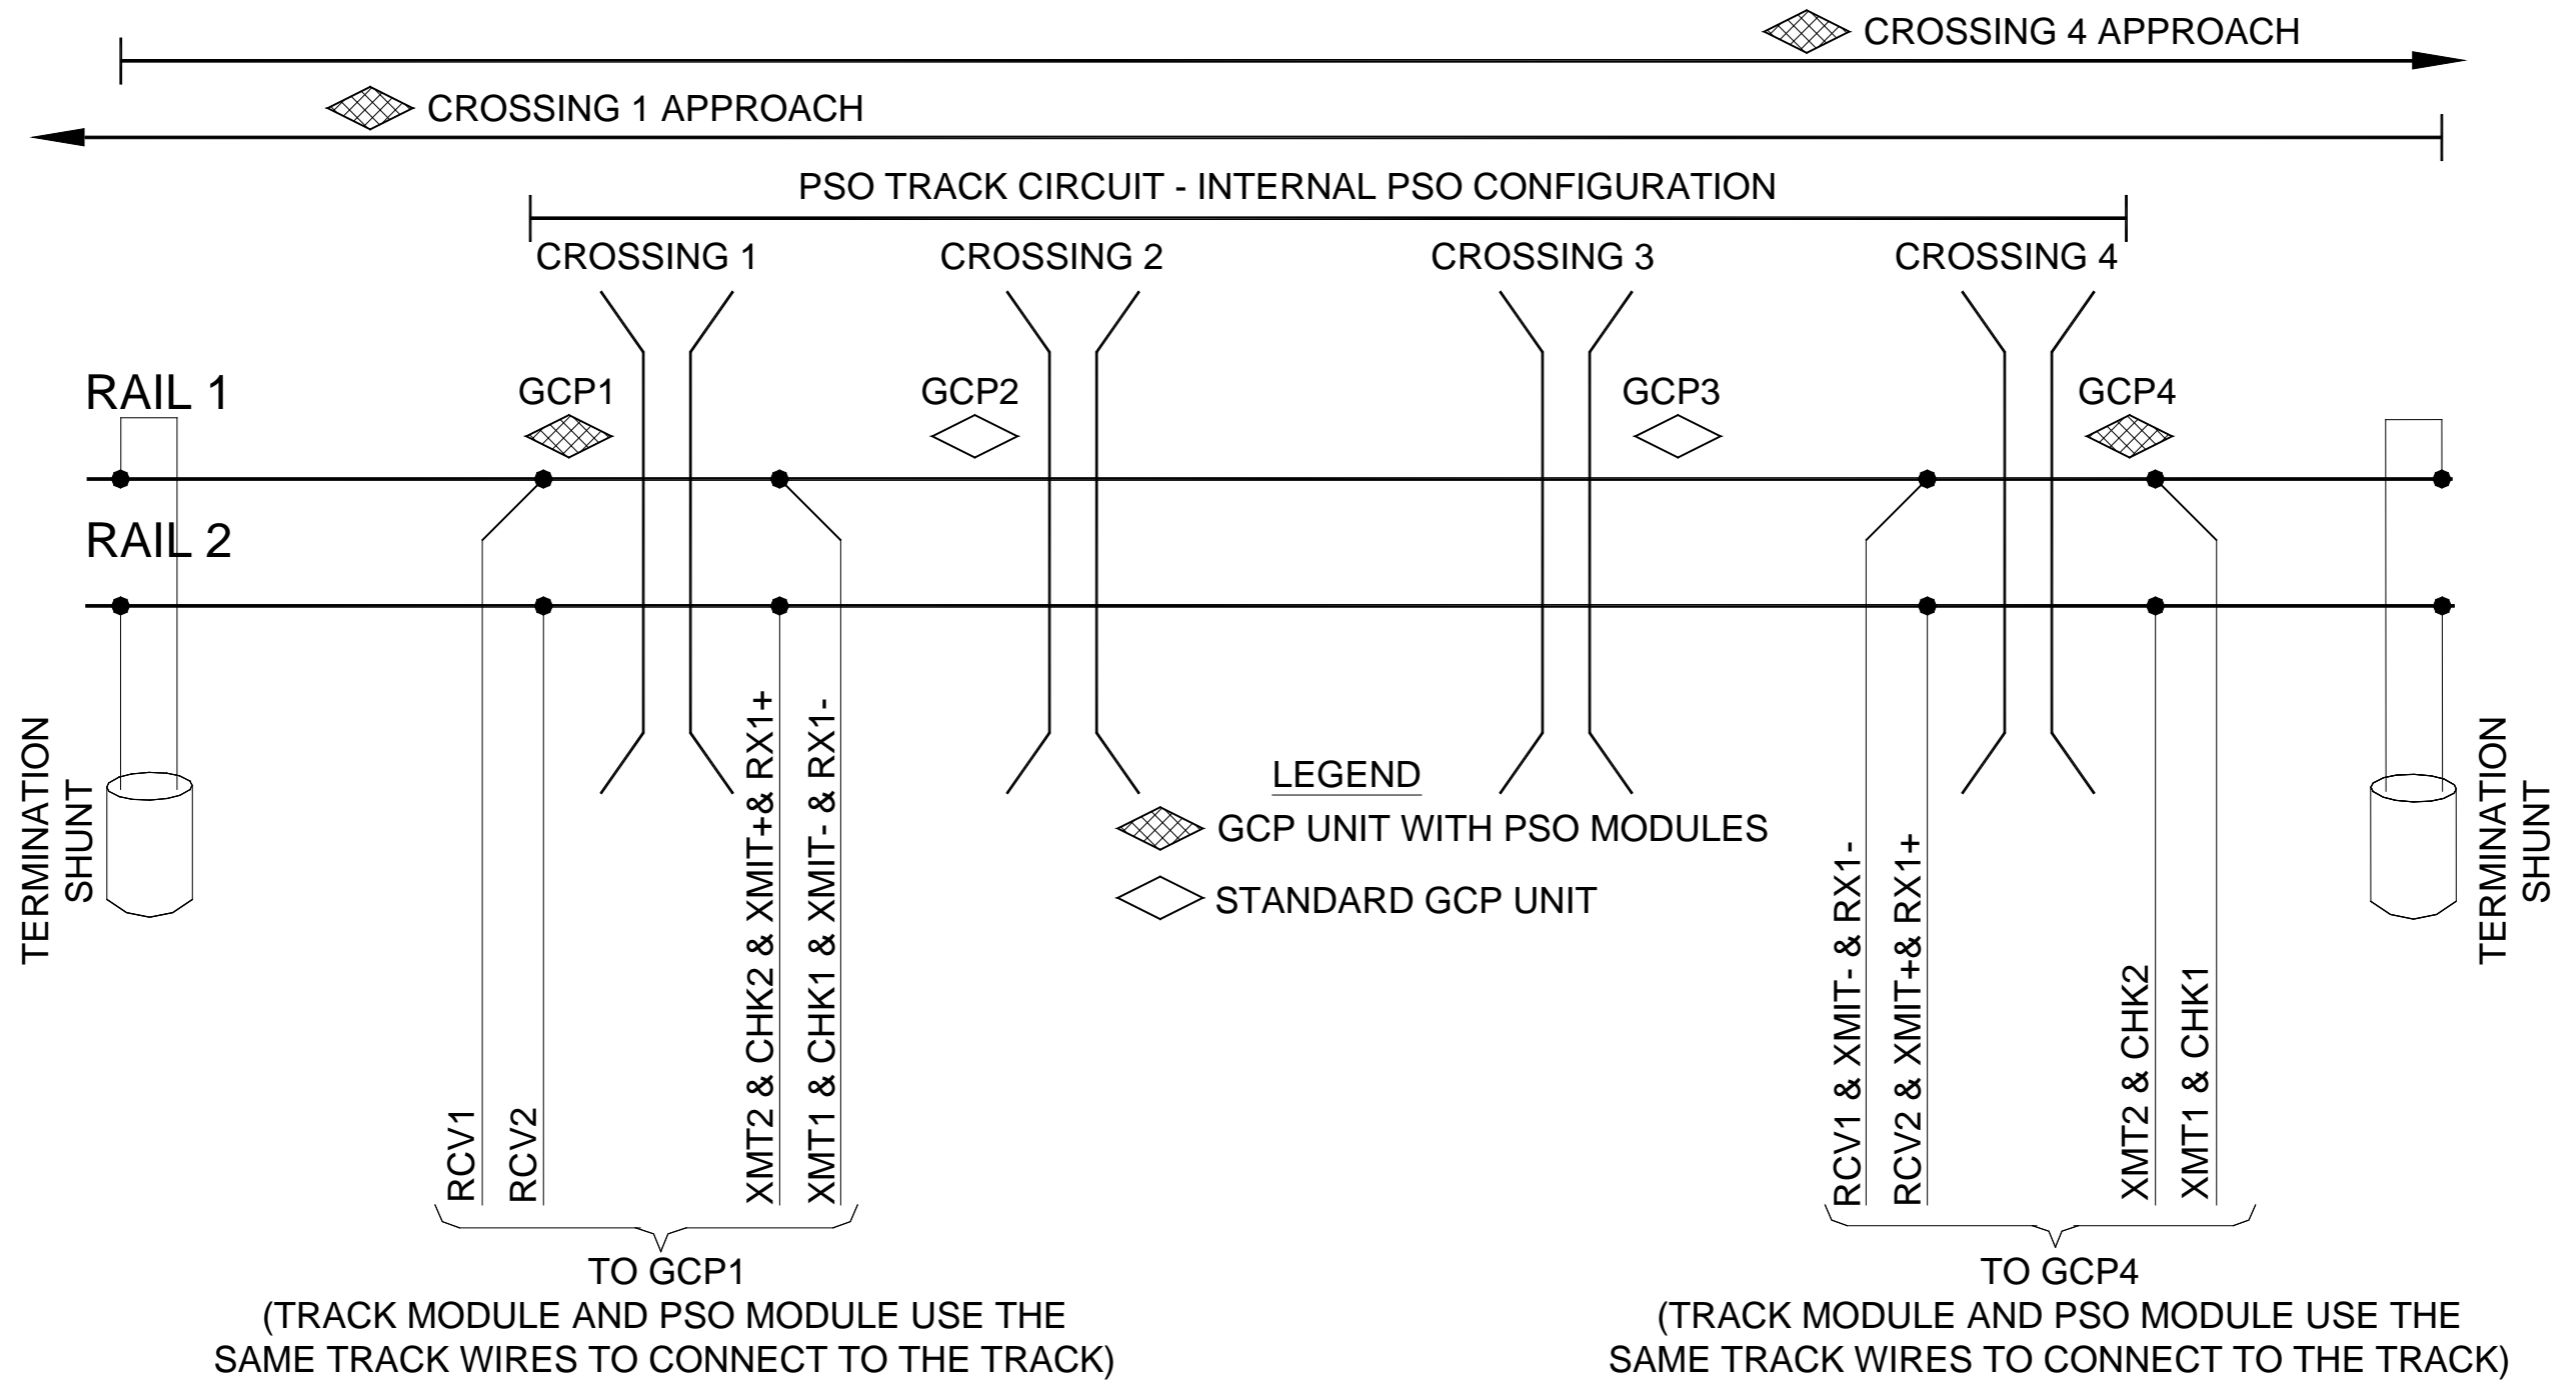 CROSSING 4 APPROACH
CROSSING 1 APPROACH
PSO TRACK CIRCUIT - INTERNAL PSO CONFIGURATION
CROSSING 1
CROSSING 2
CROSSING 3
CROSSING 4
RAIL 1
GCP1
GCP2
GCP3
GCP4
RAIL 2
TERMINATION
SHUNT
RCV1
RCV2
XMT2 & CHK2 & XMIT+& RX1+
XMT1 & CHK1 & XMIT- & RX1-
LEGEND
GCP UNIT WITH PSO MODULES
STANDARD GCP UNIT
RCV1 & XMIT- & RX1-
RCV2 & XMIT+& RX1+
XMT2 & CHK2
XMT1 & CHK1
TERMINATION
SHUNT
TO GCP1
(TRACK MODULE AND PSO MODULE USE THE
SAME TRACK WIRES TO CONNECT TO THE TRACK)
TO GCP4
(TRACK MODULE AND PSO MODULE USE THE
SAME TRACK WIRES TO CONNECT TO THE TRACK)